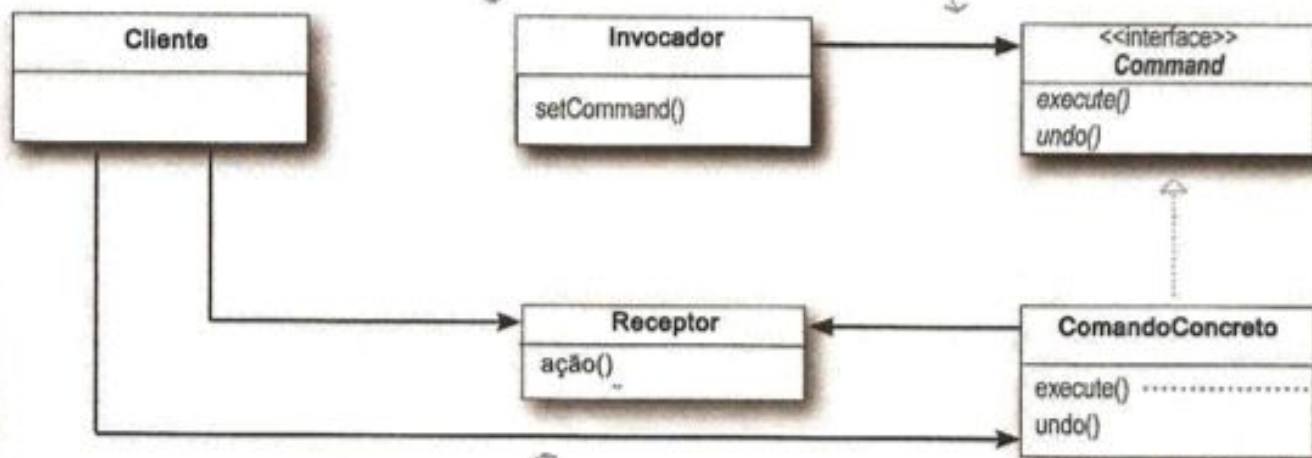 Cliente
Invocador
setCommand()
<<interface>>
Command
execute()
undo()
Receptor
ação()
ComandoConcreto
execute()
undo()